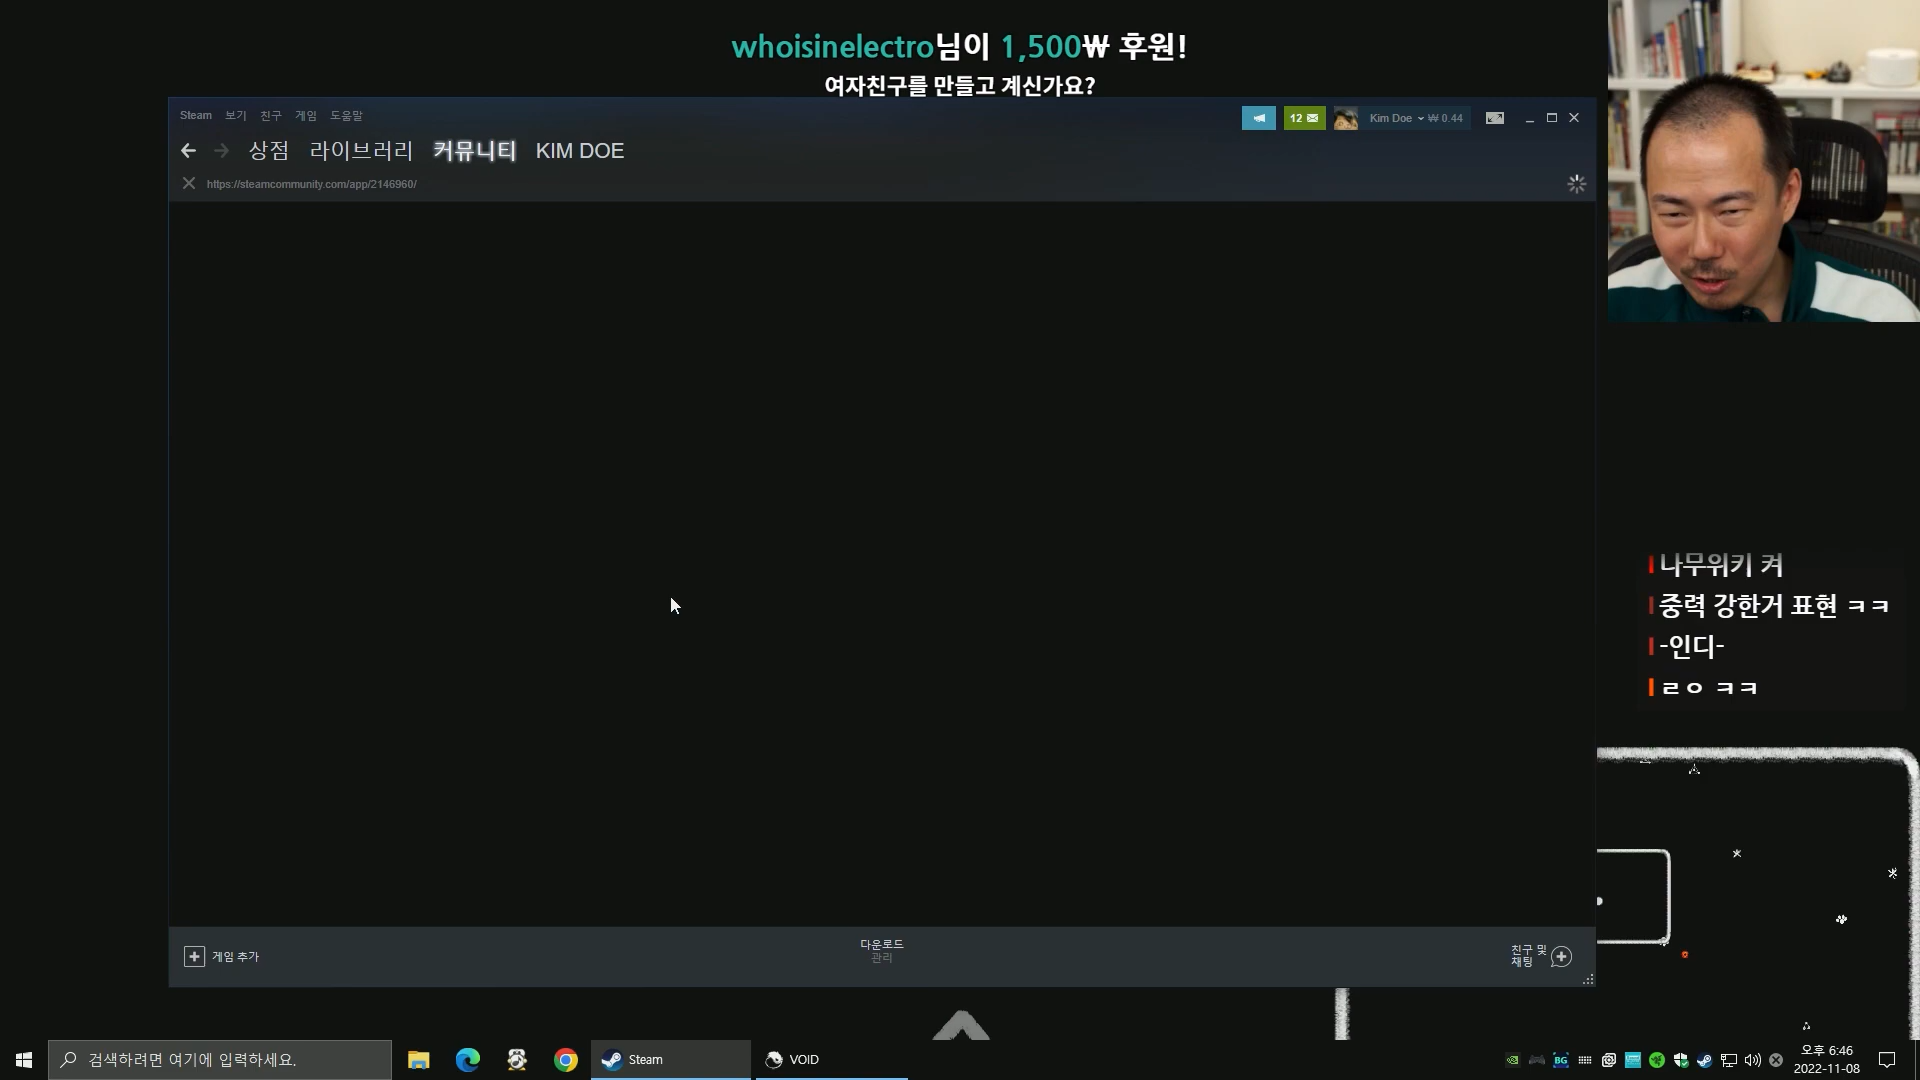 whoisinelectro님이 1,500₩ 후원!
여자친구를 만들고 계신가요?
Steam 보기 친구 게임 도움말
12
Kim Doe ₩ 0.44
상점 라이브러리 커뮤니티 KIM DOE
https://steamcommunity.com/app/2146960/
나무위키 켜
중력 강한거 표현 ㅋㅋ
-인디-
ㄹㅇ ㅋㅋ
다운로드
관리
게임 추가
친구 및
채팅
검색하려면 여기에 입력하세요.
Steam
VOID
BG
오후 6:46
2022-11-08